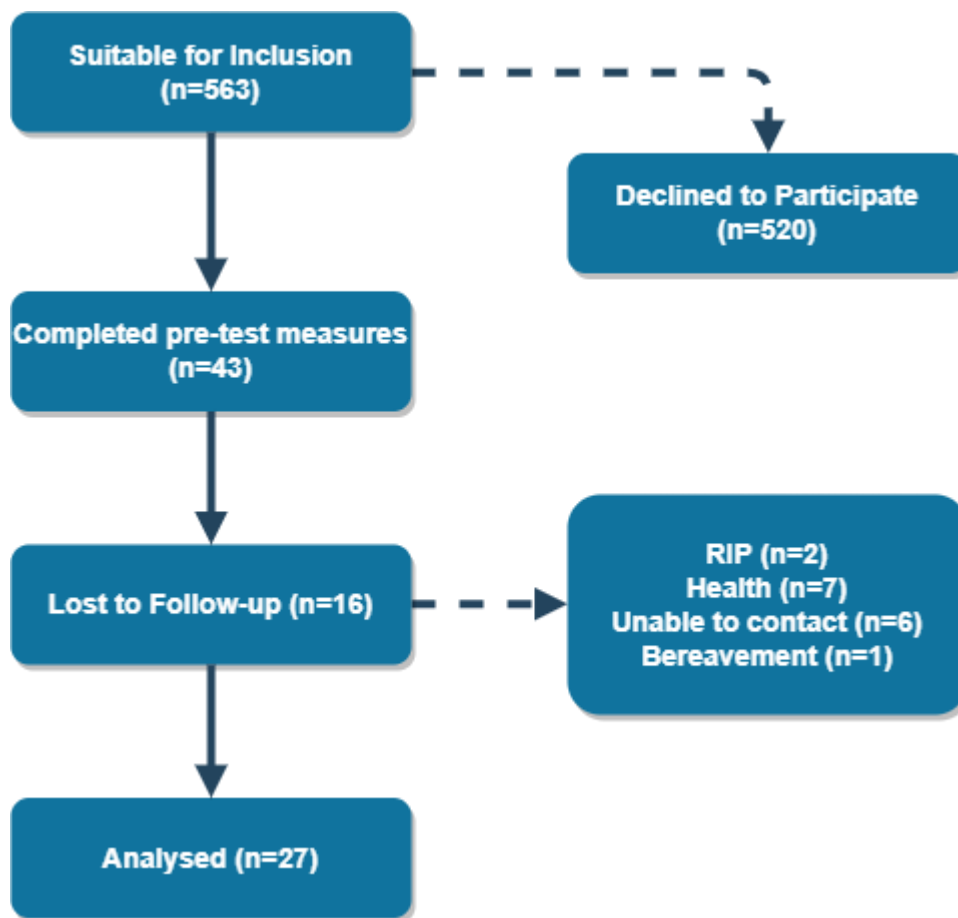 Suitable for Inclusion
(n=563)
Declined to Participate
(n=520)
Completed pre-test measures
(n=43)
Lost to Follow-up (n=16)
RIP (n=2)
Health (n=7)
Unable to contact (n=6)
Bereavement (n=1)
Analysed (n=27)